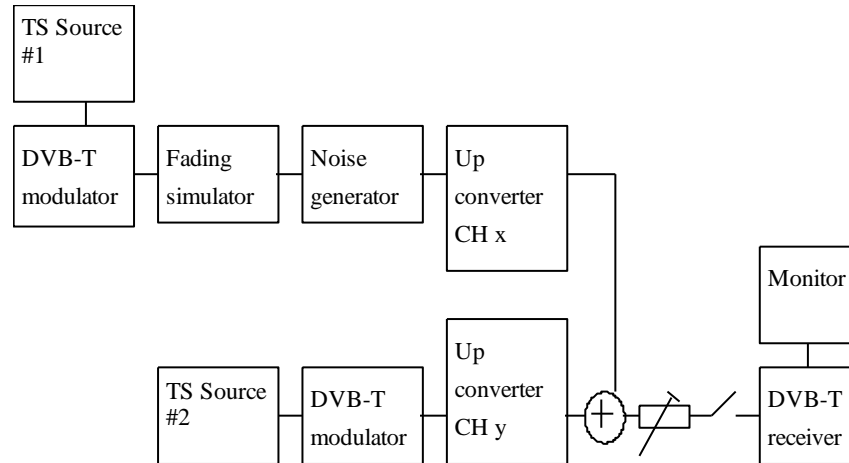 TS Source
#1
DVB-T
modulator
Fading
simulator
Noise
generator
Up
converter
CH x
Monitor
TS Source
#2
DVB-T
modulator
Up
converter
CH y
+
DVB-T
receiver